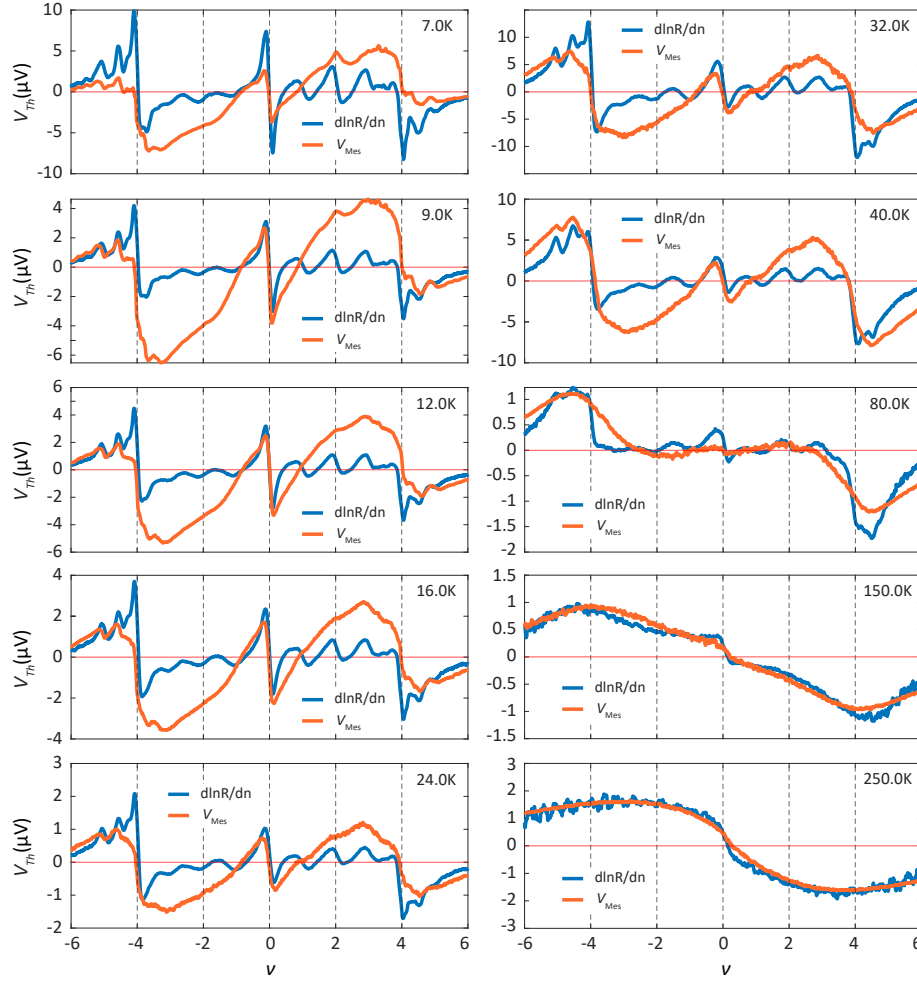 10
5
0
-5
-10
V_Th(μV)
7.0K
dlnR/dn
V_Mes
10
5
0
-5
-10
32.0K
dlnR/dn
V_Mes
4
2
0
-2
-4
-6
V_Th(μV)
9.0K
dlnR/dn
V_Mes
10
5
0
-5
-10
40.0K
dlnR/dn
V_Mes
6
4
2
0
-2
-4
-6
V_Th(μV)
12.0K
dlnR/dn
V_Mes
1
0.5
0
-0.5
-1
-1.5
-2
80.0K
dlnR/dn
V_Mes
4
2
0
-2
-4
V_Th(μV)
16.0K
dlnR/dn
V_Mes
1.5
1
0.5
0
-0.5
-1
-1.5
150.0K
dlnR/dn
V_Mes
3
2
1
0
-1
-2
V_Th(μV)
24.0K
dlnR/dn
V_Mes
-6 -4 -2 0 2 4 6
ν
3
2
1
0
-1
-2
-3
250.0K
dlnR/dn
V_Mes
-6 -4 -2 0 2 4 6
ν